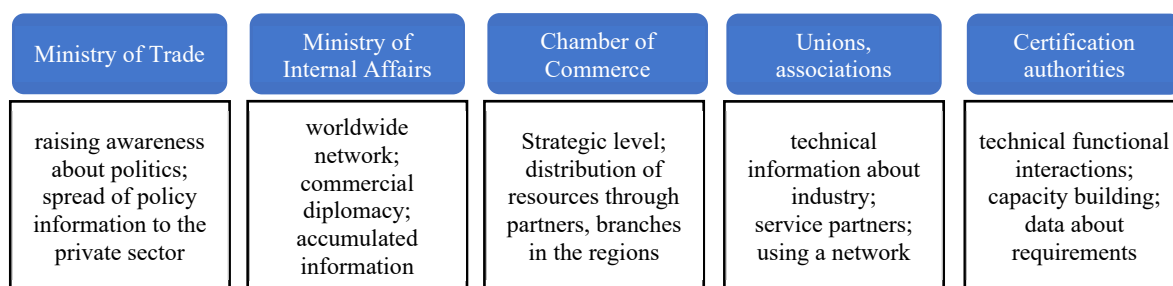 Ministry of Trade
raising awareness
about politics;
spread of policy
information to the
private sector
Ministry of
Internal Affairs
worldwide
network;
commercial
diplomacy;
accumulated
information
Chamber of
Commerce
Strategic level;
distribution of
resources through
partners, branches
in the regions
Unions,
associations
technical
information about
industry;
service partners;
using a network
Certification
authorities
technical functional
interactions;
capacity building;
data about
requirements